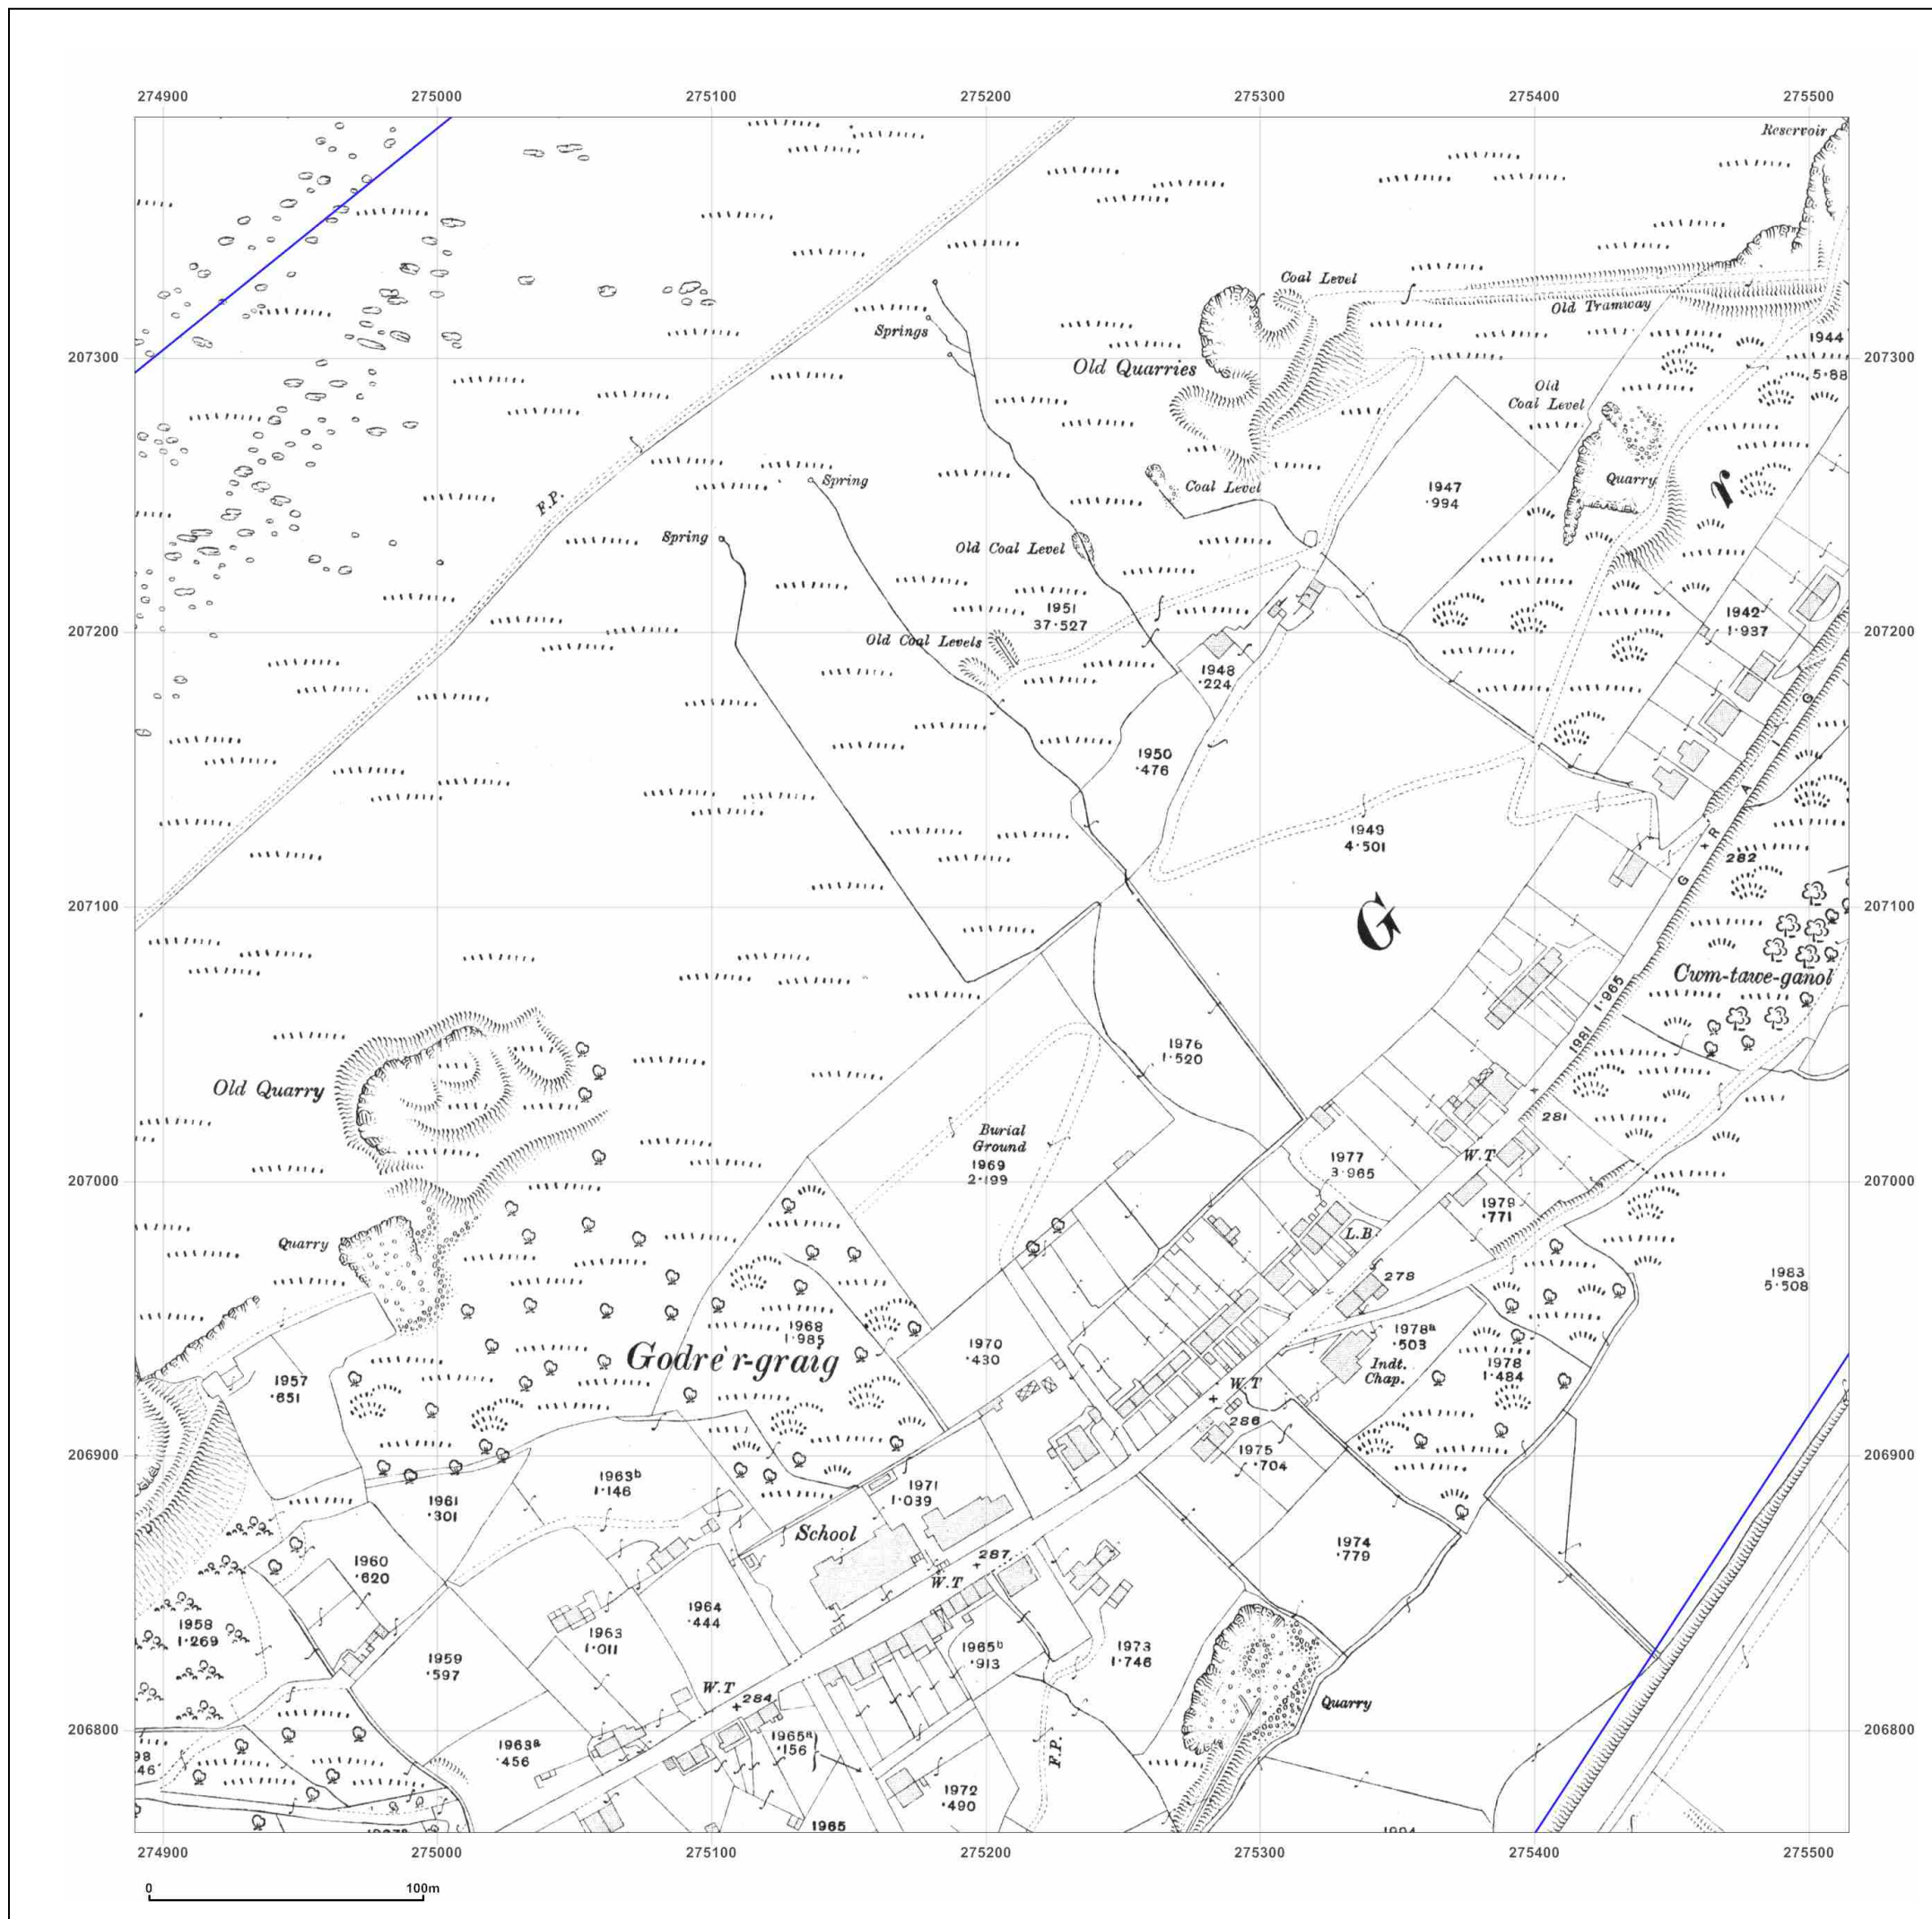 274900 275000 275100 275200 275300 275400 275500
Reservoir
Coal Level
Old Tramway
Springs
207300
Old Quarries
1944
5·88
207300
Old
Coal Level
Spring
Coal Level
Quarry
1947
·994
r
F.P.
Spring
Old Coal Level
1951
37·527
1942
1·937
207200
Old Coal Levels
207200
1948
·224
1950
·476
G
I
A
R
G
1949
4·501
282
207100
G
207100
Cwm-tawe-ganol
1981 1·965
1976
1·520
Old Quarry
281
Burial
Ground
1969
2·199
1977
3·965
W.T
207000
207000
1979
·771
L.B.
Quarry
278
1983
5·508
1968
1·985
Godre'r-graig
1970
·430
1978a
·503
Indt.
Chap.
1978
1·484
1957
·651
W.T
286
206900
1975
·704
206900
1963b
1·146
1971
1·039
1961
·301
School
287
W.T
1974
·779
1960
·620
1964
·444
1958
1·269
1963
1·011
1965b
·913
1973
1·746
1959
·597
W.T
284
Quarry
206800
1965a
·156
206800
1963a
·456
F.P.
98
46
1972
·490
1965
274900 275000 275100 275200 275300 275400 275500
0 100m